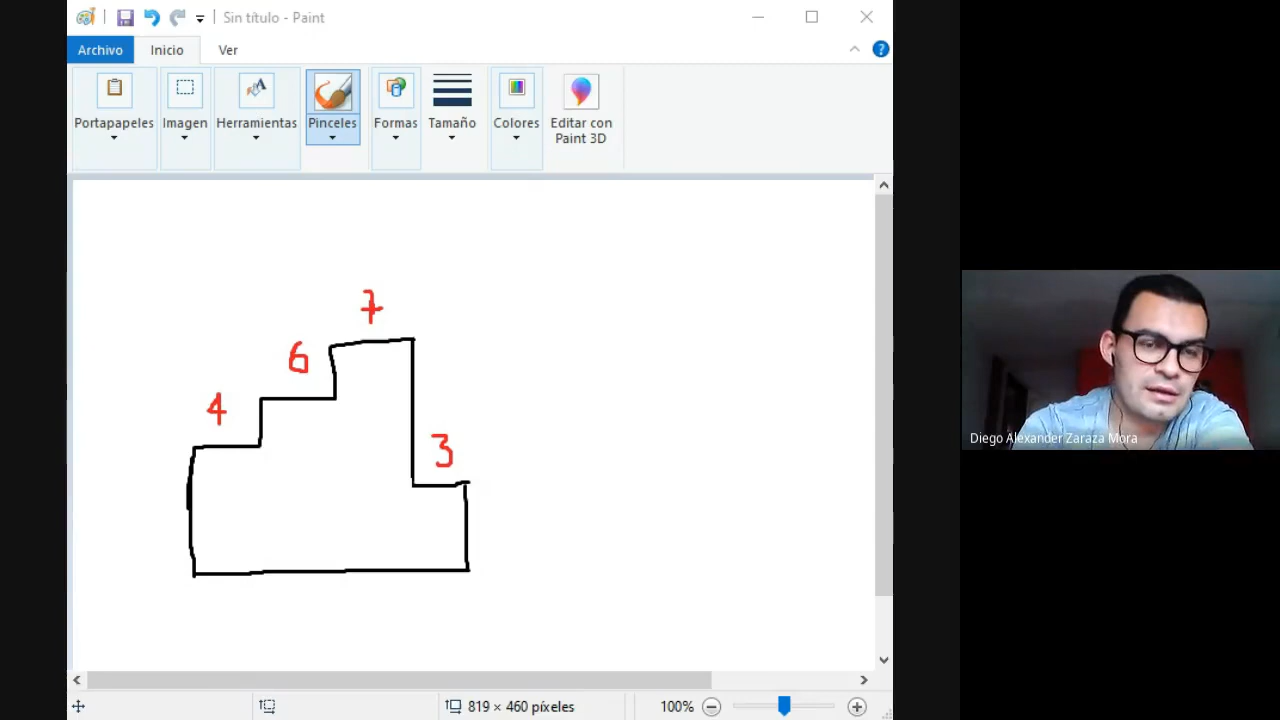 Sin título - Paint
Archivo Inicio Ver
Portapapeles Imagen Herramientas Pinceles Formas Tamaño Colores Editar con
Paint 3D
7
6
4
3
Diego Alexander Zaraza Mora
819 × 460 píxeles 100%